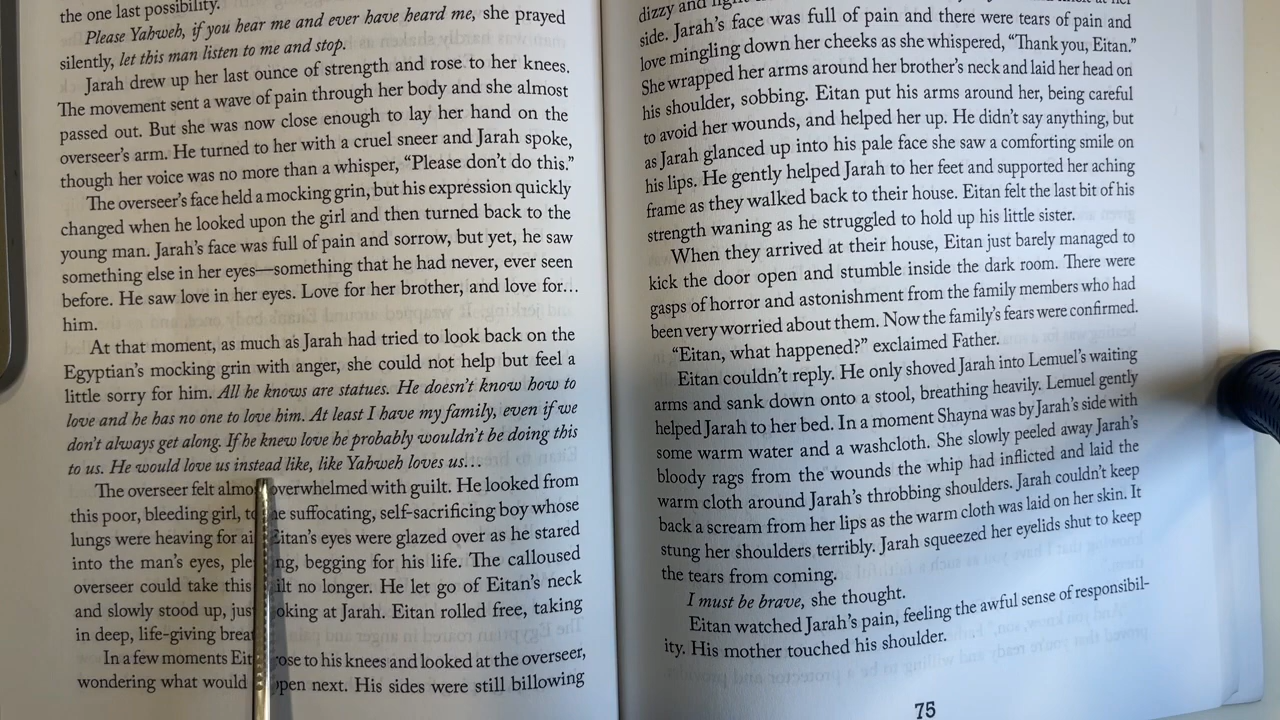 the one last possibility.
Please Yahweh, if you hear me and ever have heard me, she prayed
silently, let this man listen to me and stop.
Jarah drew up her last ounce of strength and rose to her knees.
The movement sent a wave of pain through her body and she almost
passed out. But she was now close enough to lay her hand on the
overseer's arm. He turned to her with a cruel sneer and Jarah spoke,
though her voice was no more than a whisper, “Please don't do this.”
The overseer's face held a mocking grin, but his expression quickly
changed when he looked upon the girl and then turned back to the
young man. Jarah's face was full of pain and sorrow, but yet, he saw
something else in her eyes—something that he had never, ever seen
before. He saw love in her eyes. Love for her brother, and love for…
him.
At that moment, as much as Jarah had tried to look back on the
Egyptian's mocking grin with anger, she could not help but feel a
little sorry for him. All he knows are statues. He doesn't know how to
love and he has no one to love him. At least I have my family, even if we
don't always get along. If he knew love he probably wouldn't be doing this
to us. He would love us instead like, like Yahweh loves us…
The overseer felt almo overwhelmed with guilt. He looked from
this poor, bleeding girl, suffocating, self-sacrificing boy whose
lungs were heaving for Eitan's eyes were glazed over as he stared
into the man's eyes, begging for his life. The calloused
overseer could take this no longer. He let go of Eitan's neck
and slowly stood up, at Jarah. Eitan rolled free, taking
in deep, life-giving
In a few moments to his knees and looked at the overseer,
wondering what would next. His sides were still billowing
dizzy and
side. Jarah's face was full of pain and there were tears of pain and
love mingling down her cheeks as she whispered, “Thank you, Eitan.”
She wrapped her arms around her brother's neck and laid her head on
his shoulder, sobbing. Eitan put his arms around her, being careful
to avoid her wounds, and helped her up. He didn't say anything, but
as Jarah glanced up into his pale face she saw a comforting smile on
his lips. He gently helped Jarah to her feet and supported her aching
frame as they walked back to their house. Eitan felt the last bit of his
strength waning as he struggled to hold up his little sister.
When they arrived at their house, Eitan just barely managed to
kick the door open and stumble inside the dark room. There were
gasps of horror and astonishment from the family members who had
been very worried about them. Now the family's fears were confirmed.
“Eitan, what happened?” exclaimed Father.
Eitan couldn't reply. He only shoved Jarah into Lemuel's waiting
arms and sank down onto a stool, breathing heavily. Lemuel gently
helped Jarah to her bed. In a moment Shayna was by Jarah's side with
some warm water and a washcloth. She slowly peeled away Jarah's
bloody rags from the wounds the whip had inflicted and laid the
warm cloth around Jarah's throbbing shoulders. Jarah couldn't keep
back a scream from her lips as the warm cloth was laid on her skin. It
stung her shoulders terribly. Jarah squeezed her eyelids shut to keep
the tears from coming.
I must be brave, she thought.
Eitan watched Jarah's pain, feeling the awful sense of responsibil-
ity. His mother touched his shoulder.
75